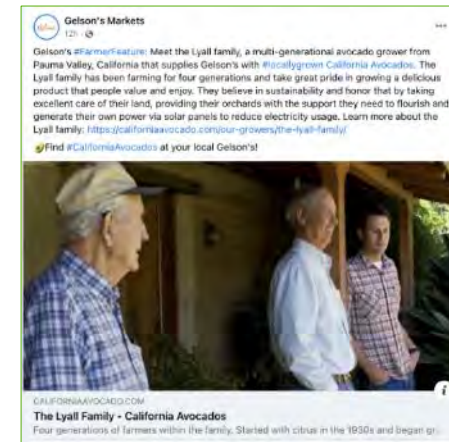 Gelson's Markets
12h ·
Gelson's #FarmerFeature: Meet the Lyall family, a multi-generational avocado grower from
Pauma Valley, California that supplies Gelson's with #locallygrown California Avocados. The
Lyall family has been farming for four generations and take great pride in growing a delicious
product that people value and enjoy. They believe in sustainability and honor that by taking
excellent care of their land, providing their orchards with the support they need to flourish and
generate their own power via solar panels to reduce electricity usage. Learn more about the
Lyall family: https://californiaavocado.com/our-growers/the-lyall-family/
🥑Find #CaliforniaAvocados at your local Gelson's!
CALIFORNIAAVOCADO.COM
The Lyall Family - California Avocados
Four generations of farmers within the family. Started with citrus in the 1930s and began gr...